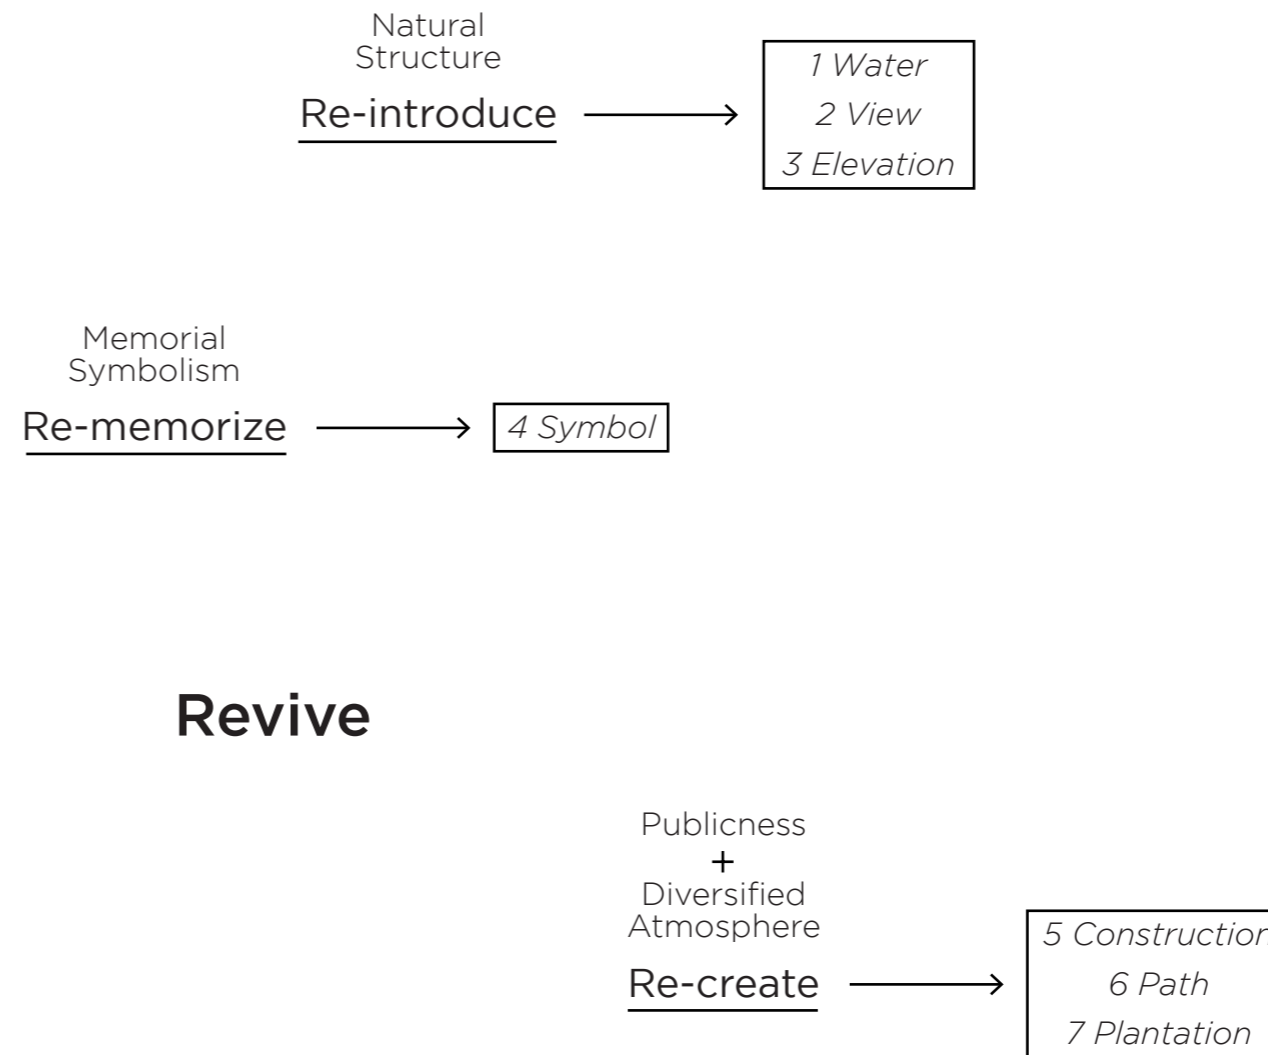 Natural
Structure
Re-introduce
1 Water
2 View
3 Elevation
Memorial
Symbolism
Re-memorize
4 Symbol
Revive
Publicness
+
Diversified
Atmosphere
Re-create
5 Construction
6 Path
7 Plantation